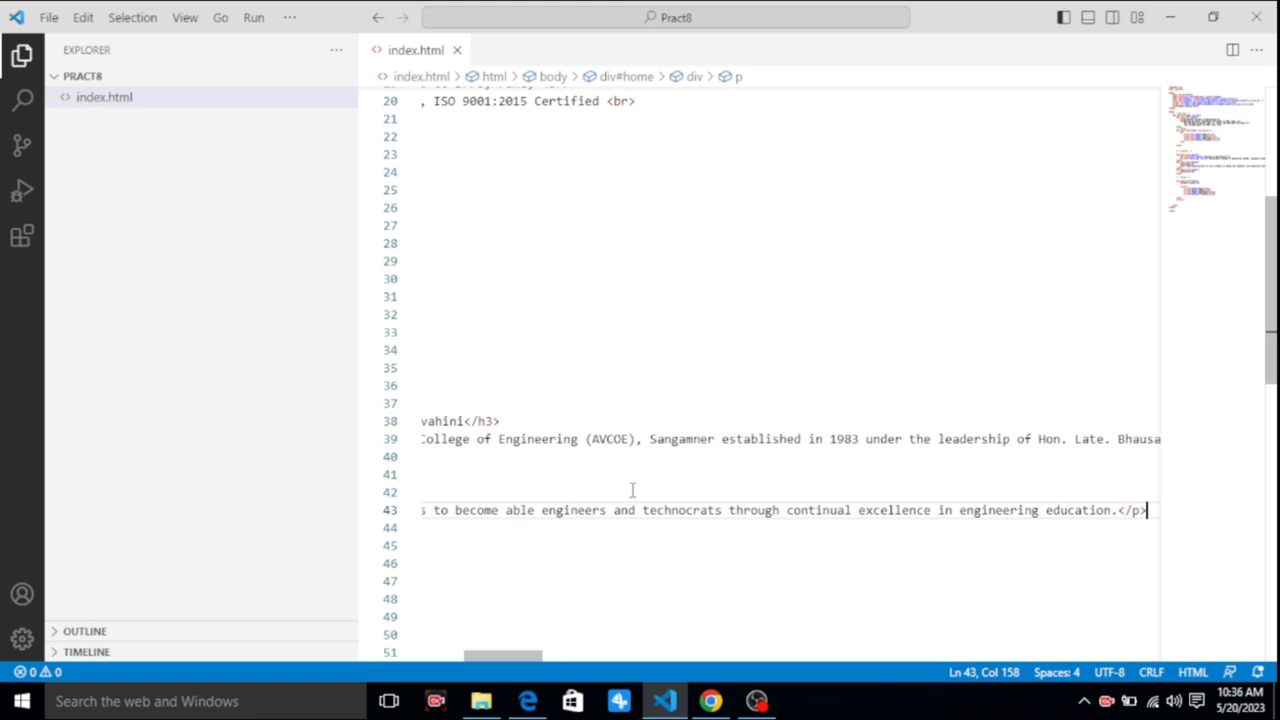 File Edit Selection View Go Run ··· Pract8
EXPLORER ···
index.html
PRACT8
index.html
index.html > html > body > div#home > div > p
20 , ISO 9001:2015 Certified <br>
21
22
23
24
25
26
27
28
29
30
31
32
33
34
35
36
37
38 vahini</h3>
39 College of Engineering (AVCOE), Sangamner established in 1983 under the leadership of Hon. Late. Bhausa
40
41
42
43 s to become able engineers and technocrats through continual excellence in engineering education.</p>
44
45
46
47
48
49
50
51
OUTLINE
TIMELINE
0 0 Ln 43, Col 158 Spaces: 4 UTF-8 CRLF HTML
Search the web and Windows
10:36 AM
5/20/2023